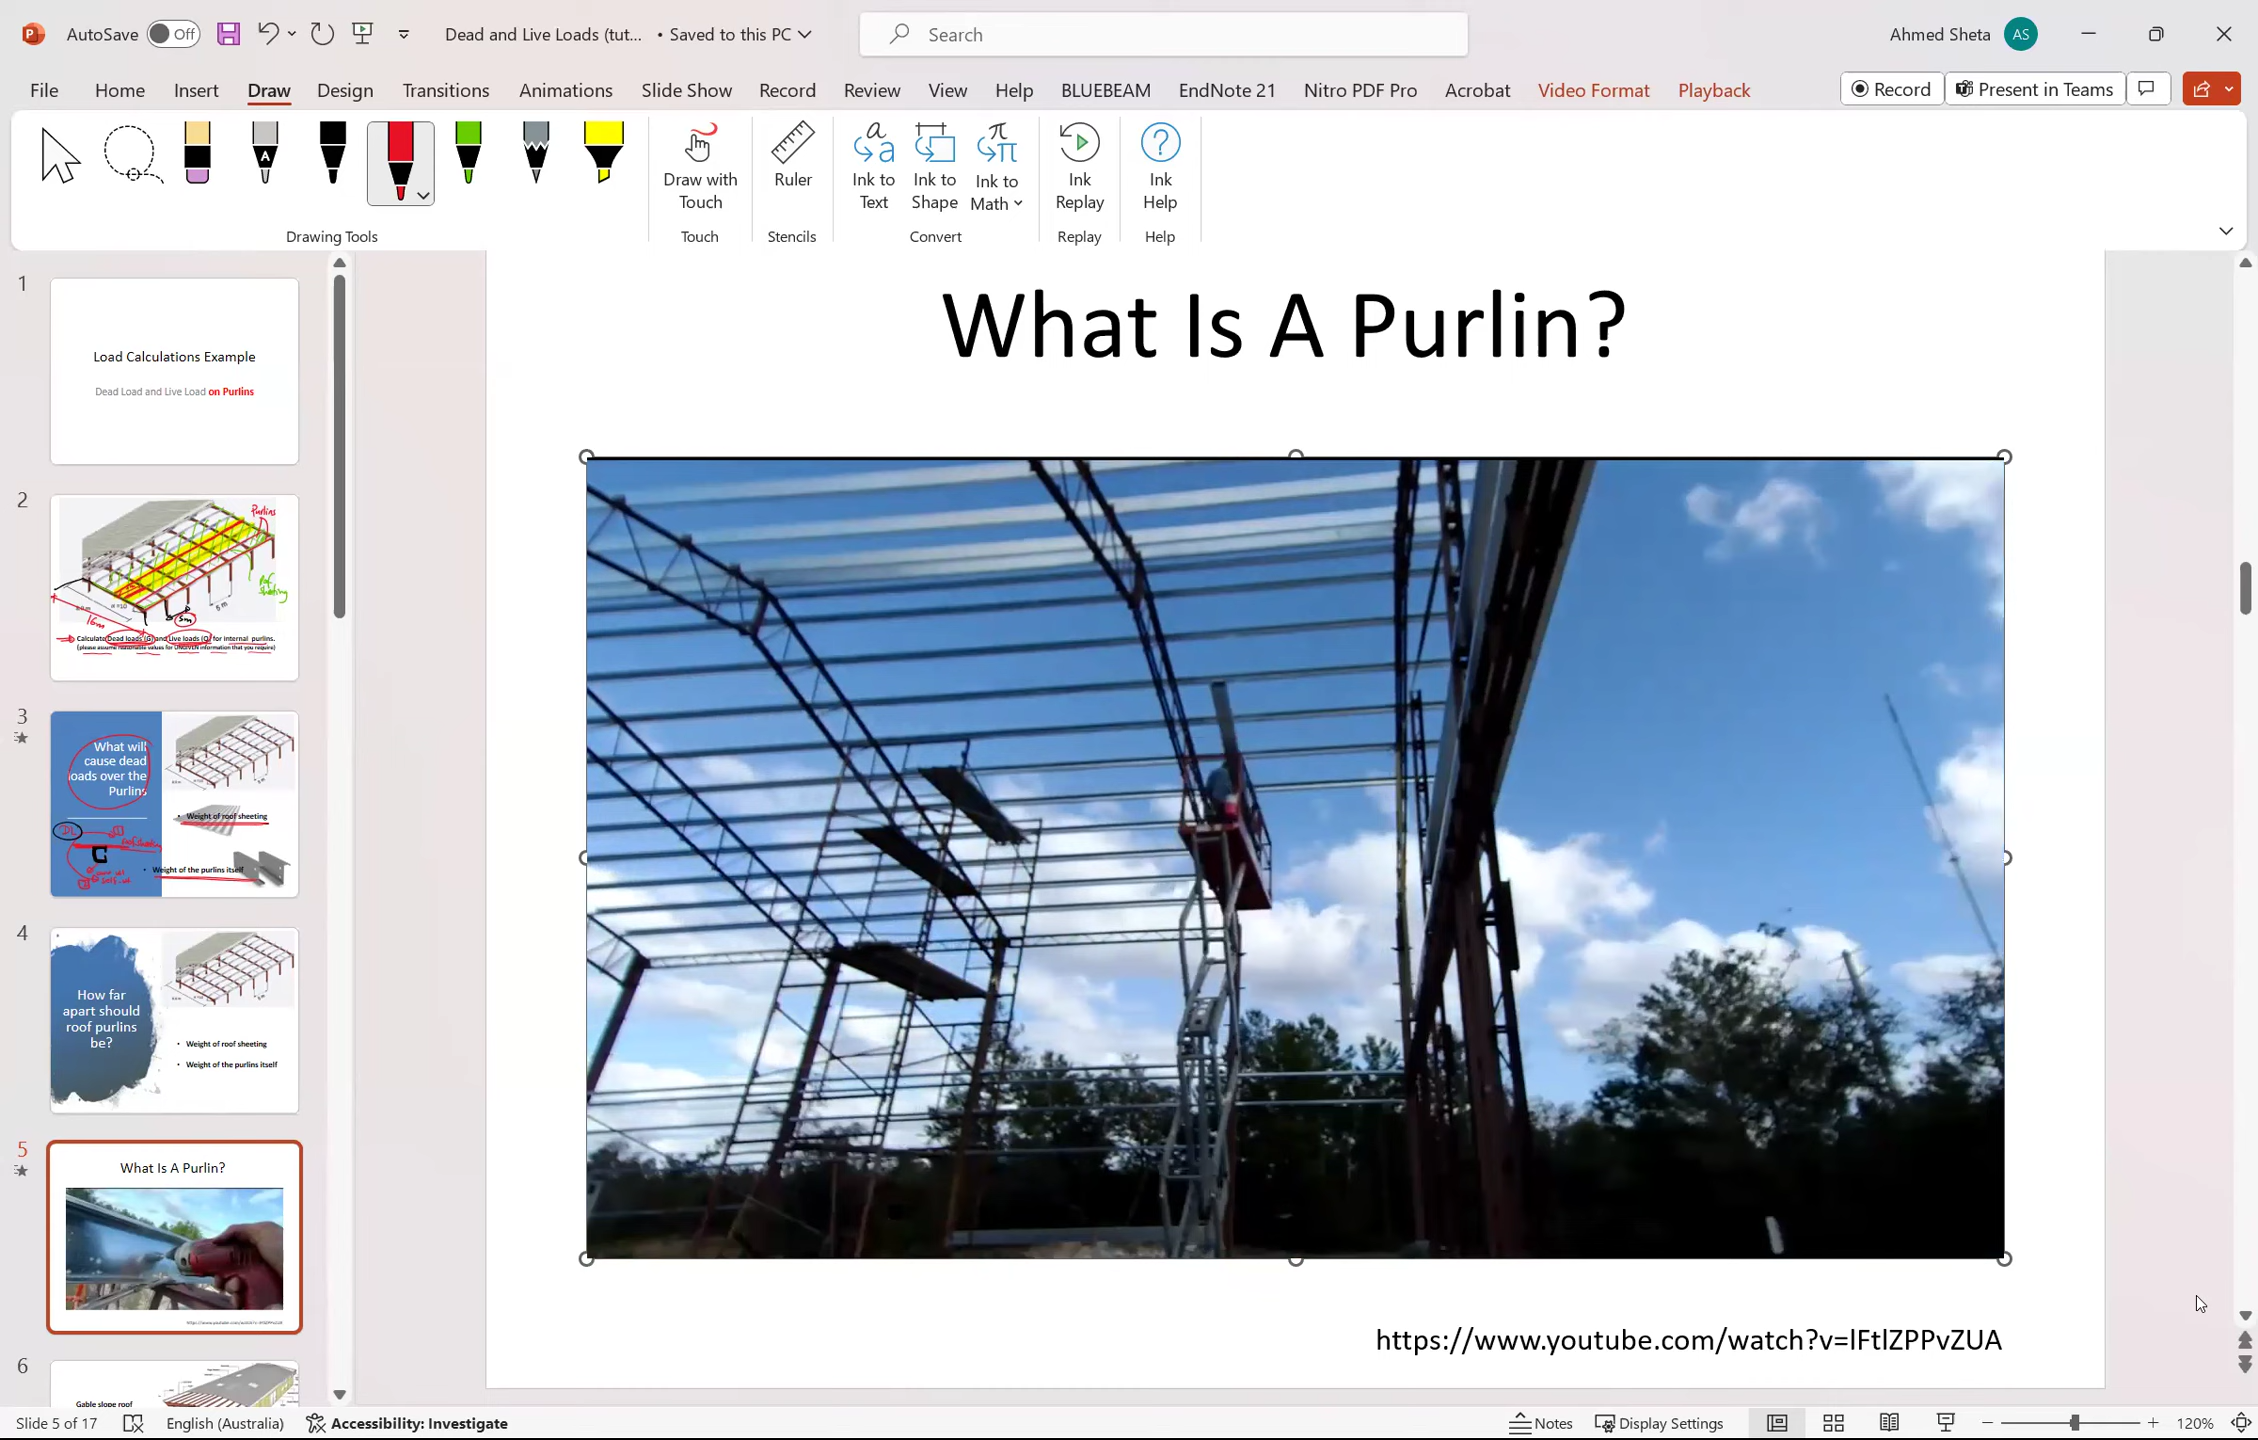 AutoSave Off Dead and Live Loads (tut... • Saved to this PC Search Ahmed Sheta AS
File Home Insert Draw Design Transitions Animations Slide Show Record Review View Help BLUEBEAM EndNote 21 Nitro PDF Pro Acrobat Video Format Playback Record Present in Teams
Draw with Touch
Ruler
Ink to Text
Ink to Shape
Ink to Math
Ink Replay
Ink Help
Drawing Tools Touch Stencils Convert Replay Help
1
Load Calculations Example
Dead Load and Live Load on Purlins
2
Purlins
16m
5m
5 m
Calculate Dead loads (G) and Live loads (Q) for internal purlins.
(please assume reasonable values for UNGIVEN information that you require)
3
What will
cause dead
loads over the
Purlins
• Weight of roof sheeting
DL
• Weight of the purlins itself
4
How far
apart should
roof purlins
be?
• Weight of roof sheeting
• Weight of the purlins itself
5
What Is A Purlin?
6
Gable slope roof
What Is A Purlin?
https://www.youtube.com/watch?v=lFtlZPPvZUA
Slide 5 of 17 English (Australia) Accessibility: Investigate Notes Display Settings 120%